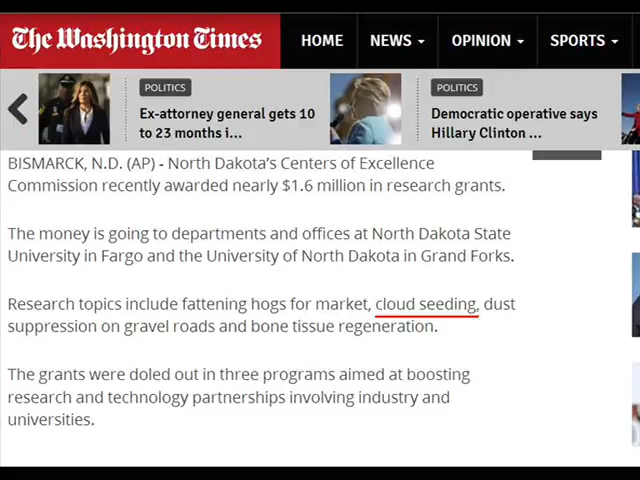 The Washington Times
HOME
NEWS
OPINION
SPORTS
POLITICS
Ex-attorney general gets 10
to 23 months i...
POLITICS
Democratic operative says
Hillary Clinton ...
BISMARCK, N.D. (AP) - North Dakota's Centers of Excellence
Commission recently awarded nearly $1.6 million in research grants.
The money is going to departments and offices at North Dakota State
University in Fargo and the University of North Dakota in Grand Forks.
Research topics include fattening hogs for market, cloud seeding, dust
suppression on gravel roads and bone tissue regeneration.
The grants were doled out in three programs aimed at boosting
research and technology partnerships involving industry and
universities.